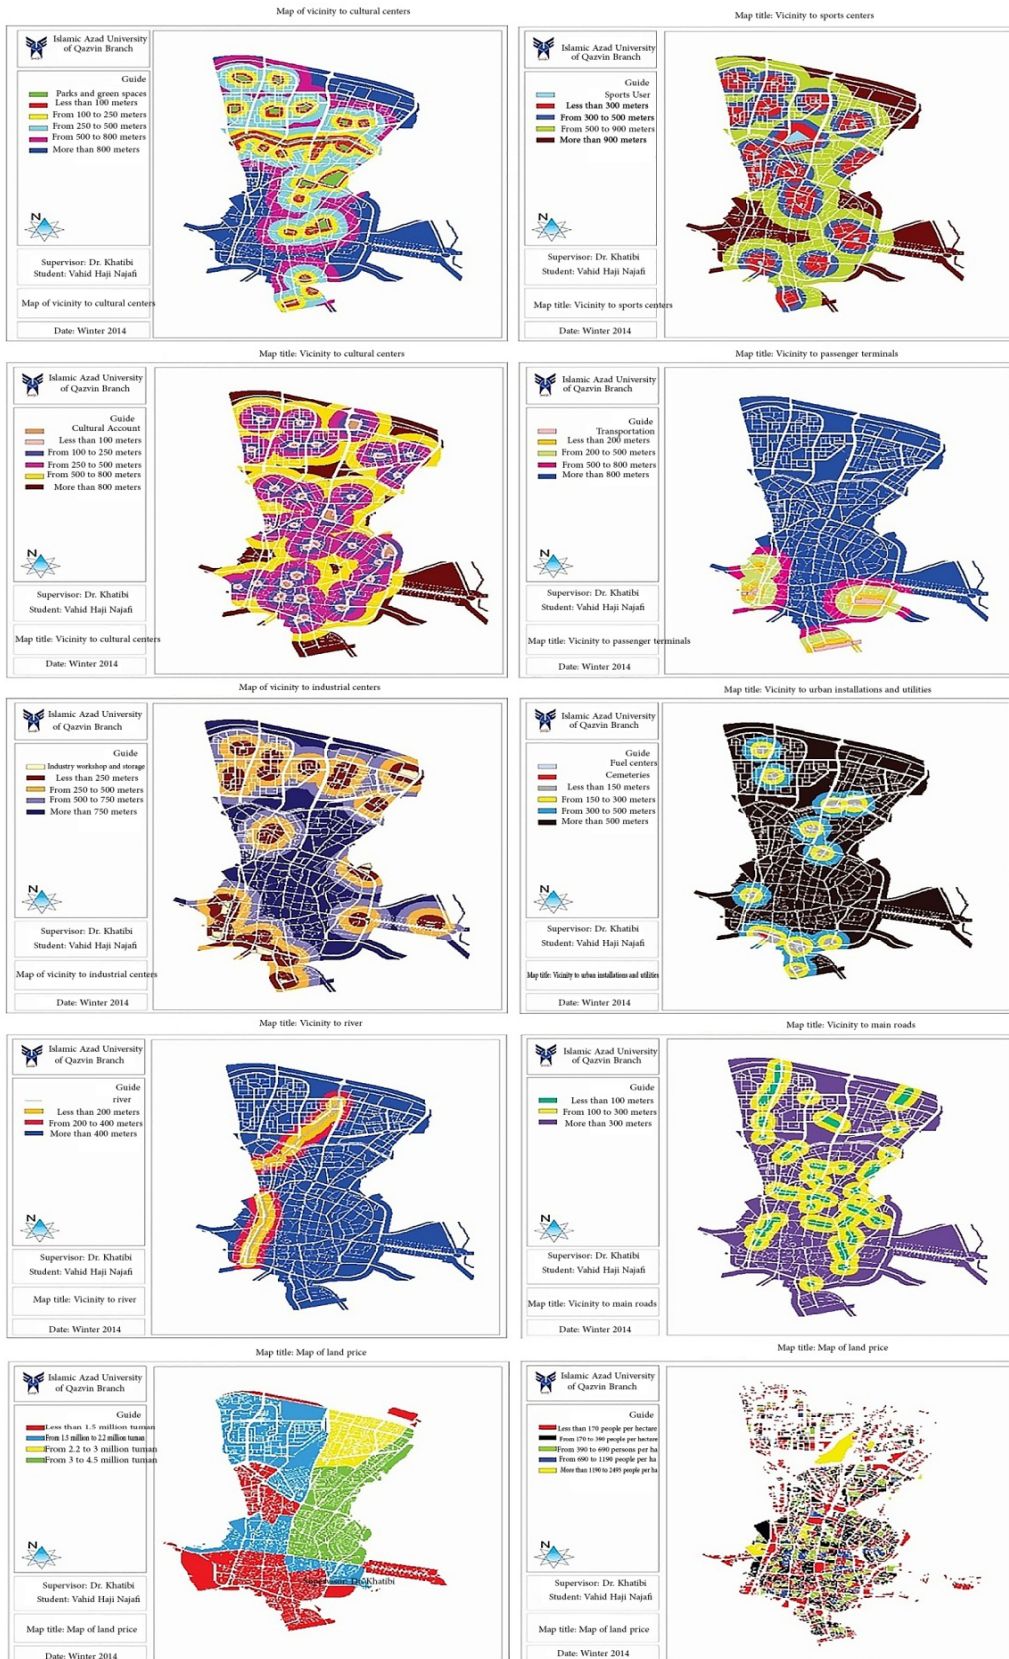 Map of vicinity to cultural centers
Islamic Azad University
of Qazvin Branch
Guide
Parks and green spaces
Less than 100 meters
From 100 to 250 meters
From 250 to 500 meters
From 500 to 800 meters
More than 800 meters
N
Supervisor: Dr. Khatibi
Student: Vahid Haji Najafi
Map of vicinity to cultural centers
Date: Winter 2014
Map title: Vicinity to sports centers
Islamic Azad University
of Qazvin Branch
Guide
Sports User
Less than 300 meters
From 300 to 500 meters
From 500 to 900 meters
More than 900 meters
N
Supervisor: Dr. Khatibi
Student: Vahid Haji Najafi
Map title: Vicinity to sports centers
Date: Winter 2014
Map title: Vicinity to cultural centers
Islamic Azad University
of Qazvin Branch
Guide
Cultural Account
Less than 100 meters
From 100 to 250 meters
From 250 to 500 meters
From 500 to 800 meters
More than 800 meters
N
Supervisor: Dr. Khatibi
Student: Vahid Haji Najafi
Map title: Vicinity to cultural centers
Date: Winter 2014
Map title: Vicinity to passenger terminals
Islamic Azad University
of Qazvin Branch
Guide
Transportation
Less than 200 meters
From 200 to 500 meters
From 500 to 800 meters
More than 800 meters
N
Supervisor: Dr. Khatibi
Student: Vahid Haji Najafi
Map title: Vicinity to passenger terminals
Date: Winter 2014
Map of vicinity to industrial centers
Islamic Azad University
of Qazvin Branch
Guide
Industry workshop and storage
Less than 250 meters
From 250 to 500 meters
From 500 to 750 meters
More than 750 meters
N
Supervisor: Dr. Khatibi
Student: Vahid Haji Najafi
Map of vicinity to industrial centers
Date: Winter 2014
Map title: Vicinity to urban installations and utilities
Islamic Azad University
of Qazvin Branch
Guide
Fuel centers
Cemeteries
Less than 150 meters
From 150 to 300 meters
From 300 to 500 meters
More than 500 meters
N
Supervisor: Dr. Khatibi
Student: Vahid Haji Najafi
Map title: Vicinity to urban installations and utilities
Date: Winter 2014
Map title: Vicinity to river
Islamic Azad University
of Qazvin Branch
Guide
river
Less than 200 meters
From 200 to 400 meters
More than 400 meters
N
Supervisor: Dr. Khatibi
Student: Vahid Haji Najafi
Map title: Vicinity to river
Date: Winter 2014
Map title: Vicinity to main roads
Islamic Azad University
of Qazvin Branch
Guide
Less than 100 meters
From 100 to 300 meters
More than 300 meters
N
Supervisor: Dr. Khatibi
Student: Vahid Haji Najafi
Map title: Vicinity to main roads
Date: Winter 2014
Map title: Map of land price
Islamic Azad University
of Qazvin Branch
Guide
Less than 1.5 million tuman
From 1.5 million to 2.2 million tuman
From 2.2 to 3 million tuman
From 3 to 4.5 million tuman
N
Supervisor: Dr. Khatibi
Supervisor: Dr. Khatibi
Student: Vahid Haji Najafi
Map title: Map of land price
Date: Winter 2014
Map title: Map of land price
Islamic Azad University
of Qazvin Branch
Guide
Less than 170 people per hectare
From 170 to 390 people per hectare
From 390 to 690 persons per ha
From 690 to 1190 people per ha
More than 1190 to 2495 people per ha
N
Supervisor: Dr. Khatibi
Student: Vahid Haji Najafi
Map title: Map of land price
Date: Winter 2014